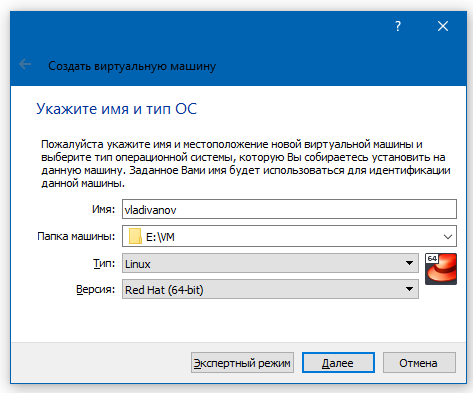 ?
Создать виртуальную машину
Укажите имя и тип ОС
Пожалуйста укажите имя и местоположение новой виртуальной машины и
выберите тип операционной системы, которую Вы собираетесь установить на
данную машину. Заданное Вами имя будет использоваться для идентификации
данной машины.
Имя: vladivanov
Папка машины: E:\VM
Тип: Linux 64
Версия: Red Hat (64-bit)
Экспертный режим Далее Отмена